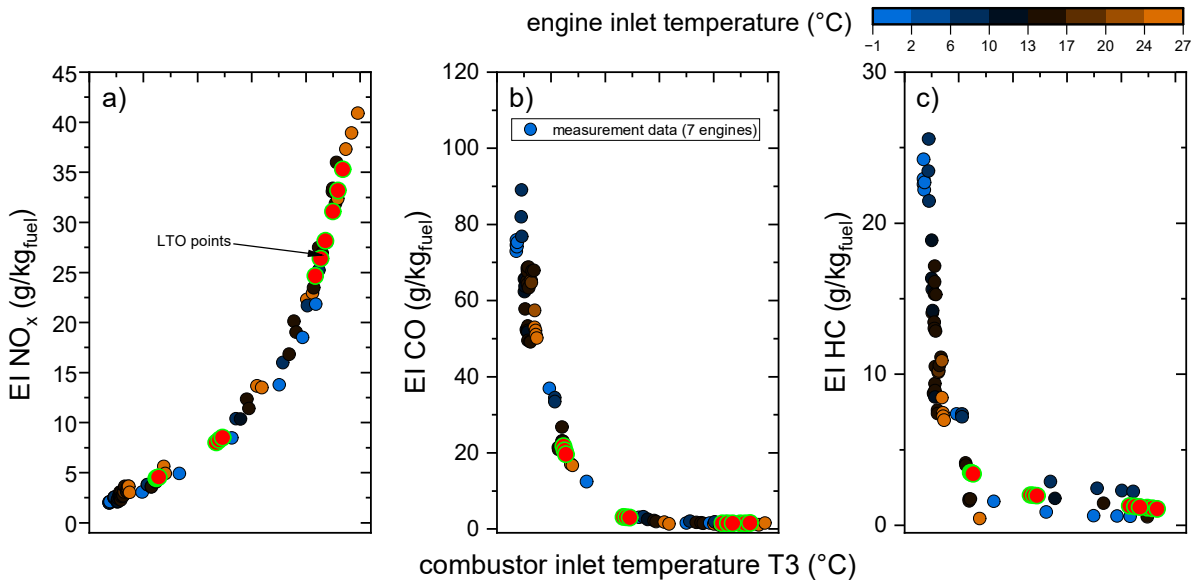 engine inlet temperature (°C)
−1 2 6 10 13 17 20 24 27
a)
45
40
35
30
25
20
15
10
5
0
EI NOx (g/kgfuel)
LTO points
b)
measurement data (7 engines)
120
100
80
60
40
20
0
EI CO (g/kgfuel)
c)
30
20
10
0
EI HC (g/kgfuel)
combustor inlet temperature T3 (°C)